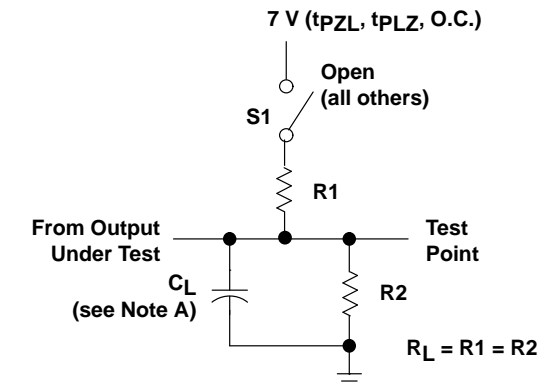 7 V (tPZL, tPLZ, O.C.)
Open
(all others)
S1
R1
From Output
Under Test
Test
Point
CL
(see Note A)
R2
RL = R1 = R2